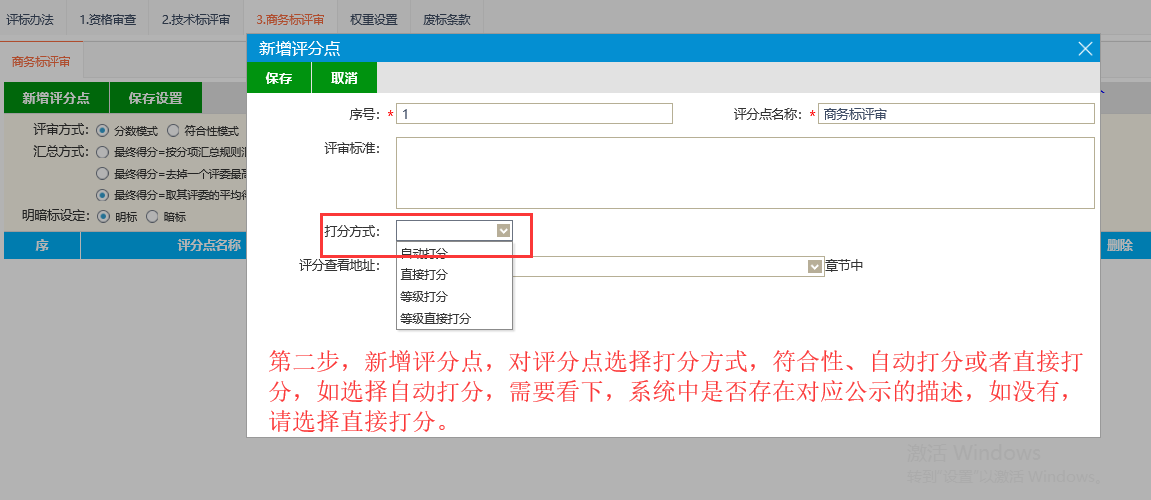 评标办法 1.资格审查 2.技术标评审 3.商务标评审 权重设置 废标条款
商务标评审
新增评分点 保存设置
评审方式: 分数模式 符合性模式
汇总方式: 最终得分=按分项汇总规则
最终得分=去掉一个评委最高
最终得分=取其评委的平均
明暗标设定: 明标 暗标
序 评分点名称 删除
新增评分点
保存 取消
序号: * 1 评分点名称: * 商务标评审
评审标准:
打分方式:
自动打分
评分查看地址: 章节中
直接打分
等级打分
等级直接打分
第二步，新增评分点，对评分点选择打分方式，符合性、自动打分或者直接打
分，如选择自动打分，需要看下，系统中是否存在对应公示的描述，如没有，
请选择直接打分。
激活 Windows
转到"设置"以激活 Windows。